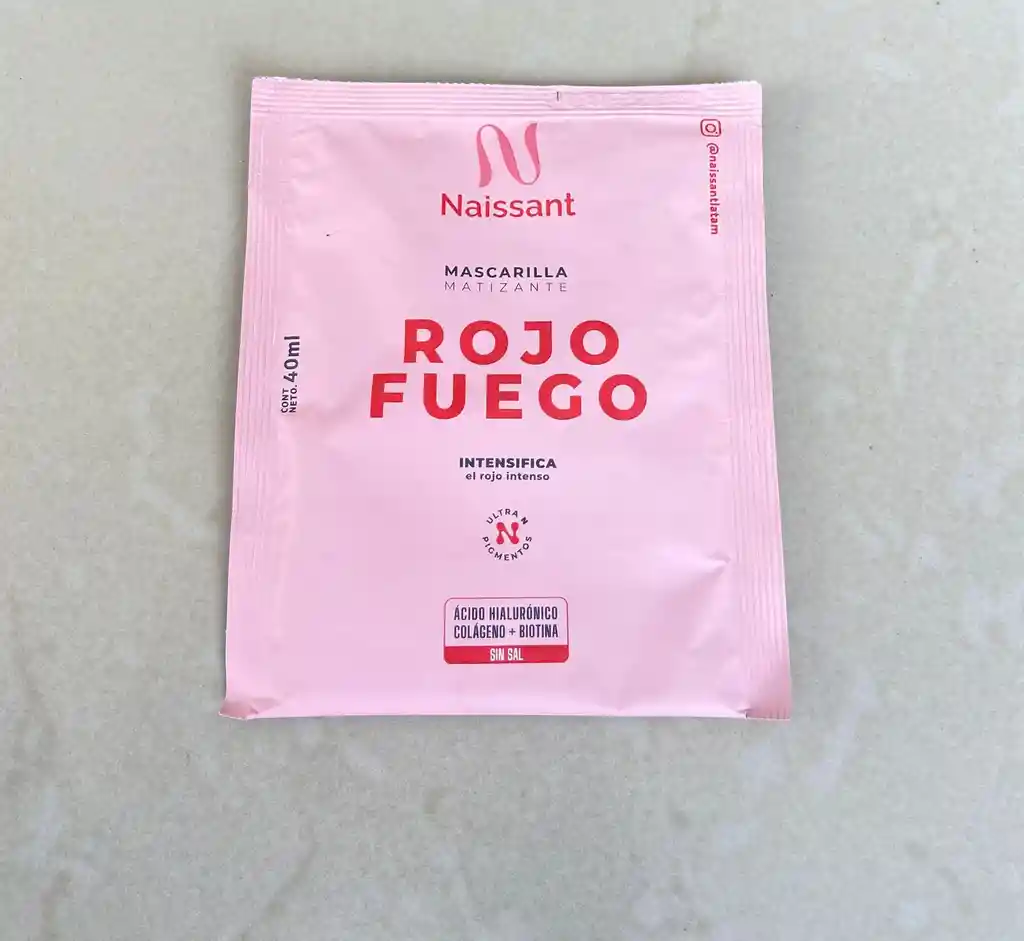 N
Naissant
@naissantlatam
MASCARILLA
MATIZANTE
ROJO
FUEGO
CONT.
NETO. 40ml
INTENSIFICA
el rojo intenso
ULTRA N
PIGMENTOS
N
ÁCIDO HIALURÓNICO
COLÁGENO + BIOTINA
SIN SAL